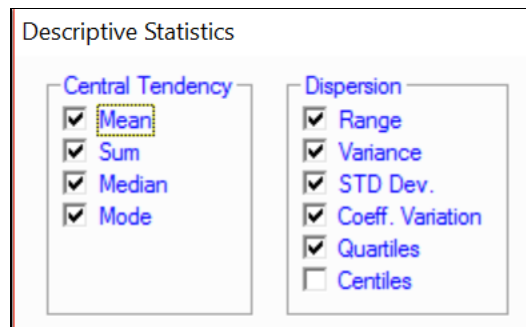 Descriptive Statistics
Central Tendency
Mean
Sum
Median
Mode
Dispersion
Range
Variance
STD Dev.
Coeff. Variation
Quartiles
Centiles